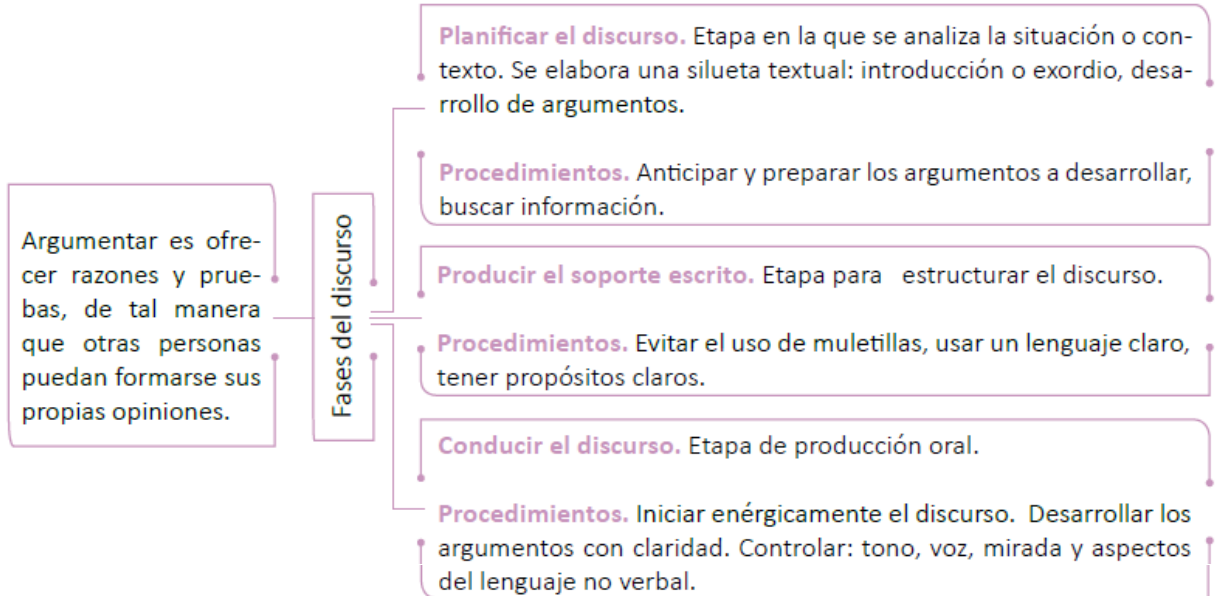 Argumentar es ofre-
cer razones y prue-
bas, de tal manera
que otras personas
puedan formarse sus
propias opiniones.
Fases del discurso
Planificar el discurso. Etapa en la que se analiza la situación o con-
texto. Se elabora una silueta textual: introducción o exordio, desa-
rrollo de argumentos.
Procedimientos. Anticipar y preparar los argumentos a desarrollar,
buscar información.
Producir el soporte escrito. Etapa para estructurar el discurso.
Procedimientos. Evitar el uso de muletillas, usar un lenguaje claro,
tener propósitos claros.
Conducir el discurso. Etapa de producción oral.
Procedimientos. Iniciar enérgicamente el discurso. Desarrollar los
argumentos con claridad. Controlar: tono, voz, mirada y aspectos
del lenguaje no verbal.